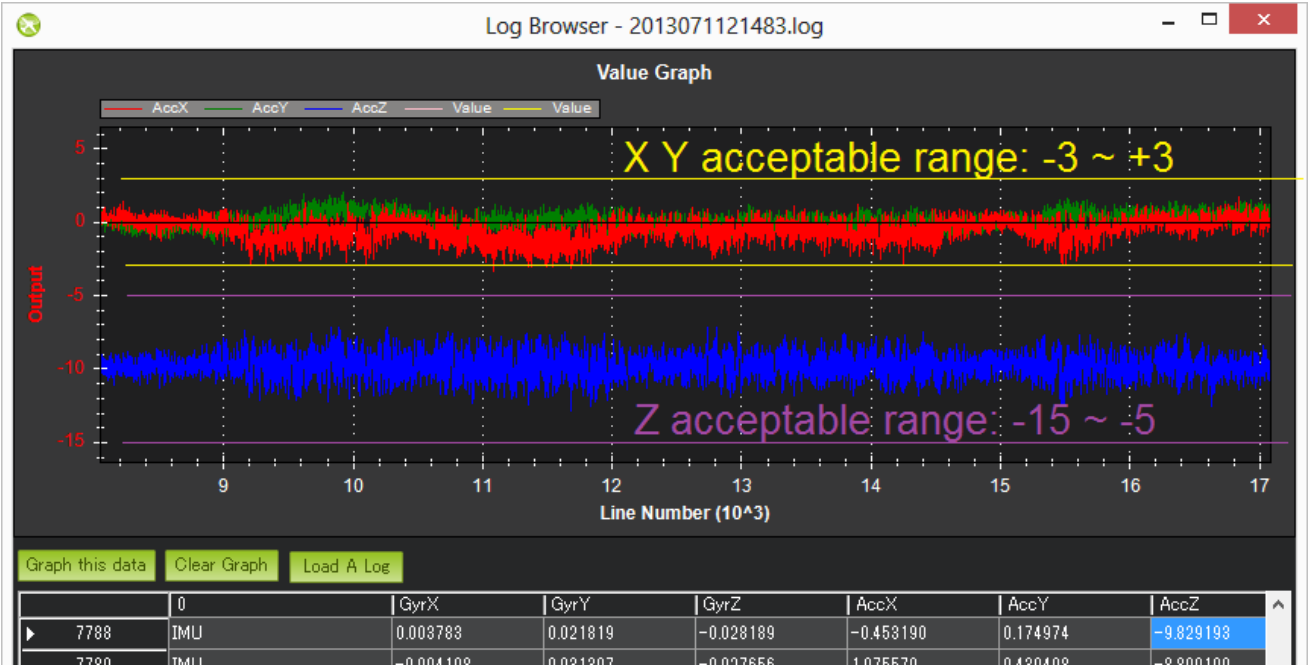 Log Browser - 2013071121483.log
Value Graph
AccX AccY AccZ Value Value
X Y acceptable range: -3 ~ +3
5
0
-5
-10
-15
Output
Z acceptable range: -15 ~ -5
9 10 11 12 13 14 15 16 17
Line Number (10^3)
Graph this data Clear Graph Load A Log
0 GyrX GyrY GyrZ AccX AccY AccZ
7788 IMU 0.003783 0.021819 -0.028189 -0.453190 0.174974 -9.829193
7789 IMU